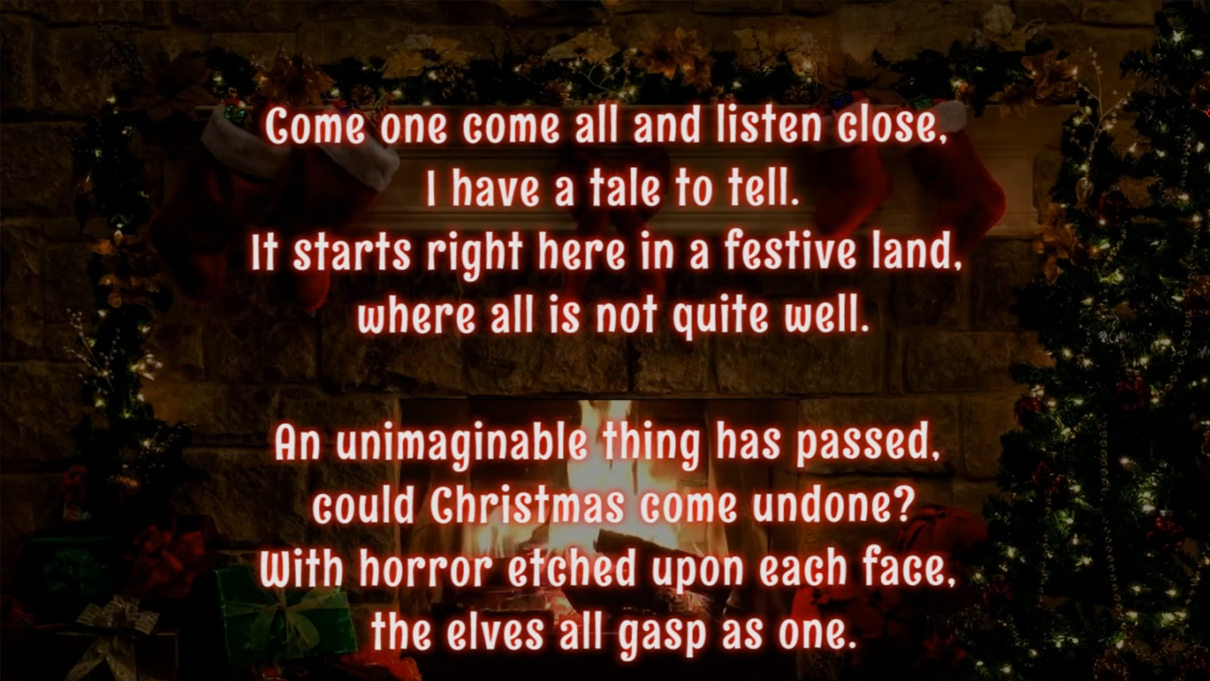 Come one come all and listen close,
I have a tale to tell.
It starts right here in a festive land,
where all is not quite well.
An unimaginable thing has passed,
could Christmas come undone?
With horror etched upon each face,
the elves all gasp as one.